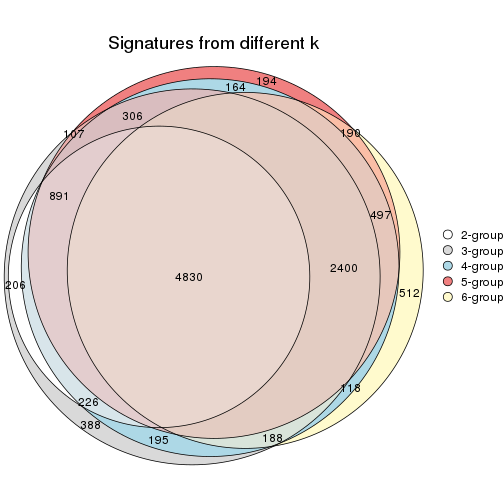 Signatures from different k
194
164
306
107
190
891
497
2400
4830
206
512
118
226
388
195
188
2-group
3-group
4-group
5-group
6-group